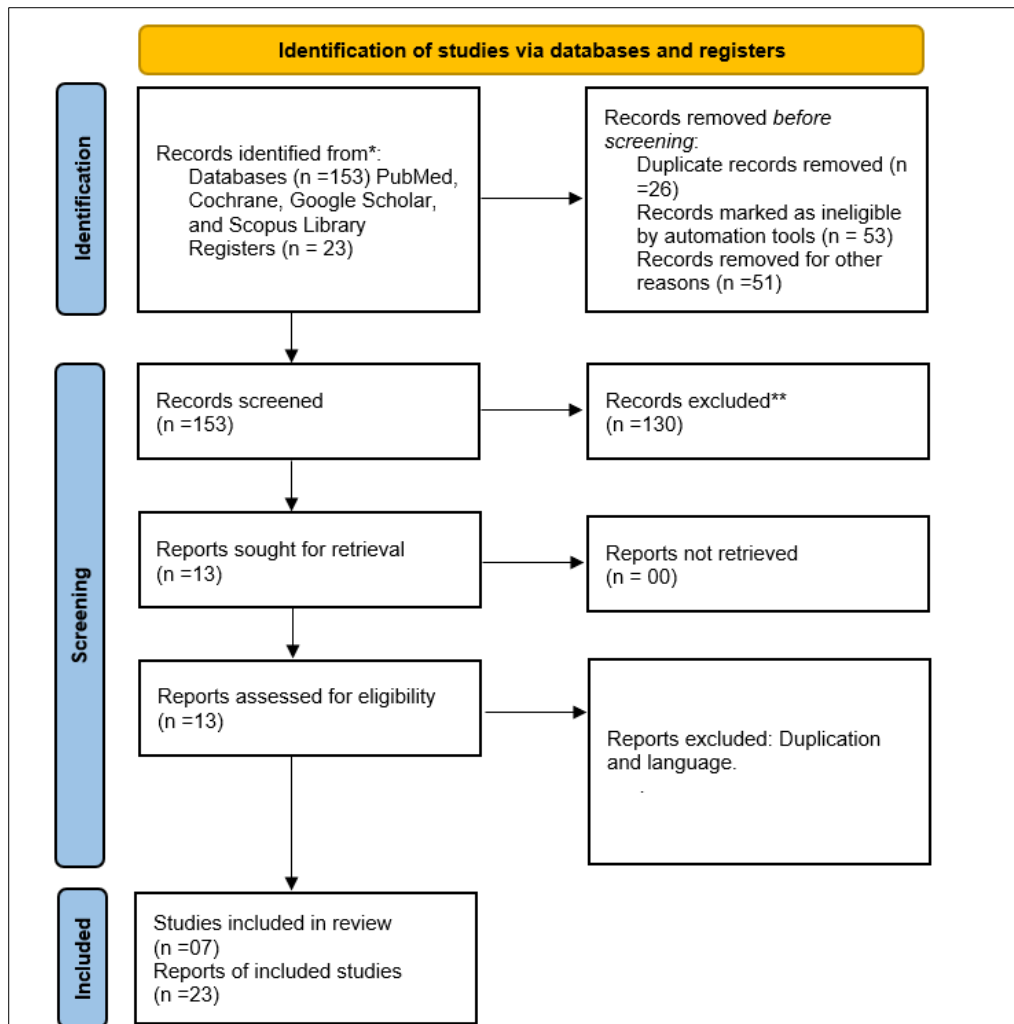 Identification of studies via databases and registers
Identification
Records identified from*:
Databases (n =153) PubMed,
Cochrane, Google Scholar,
and Scopus Library
Registers (n = 23)
Records removed before
screening:
Duplicate records removed (n
=26)
Records marked as ineligible
by automation tools (n = 53)
Records removed for other
reasons (n =51)
Screening
Records screened
(n =153)
Records excluded**
(n =130)
Reports sought for retrieval
(n =13)
Reports not retrieved
(n = 00)
Reports assessed for eligibility
(n =13)
Reports excluded: Duplication
and language.
.
Included
Studies included in review
(n =07)
Reports of included studies
(n =23)